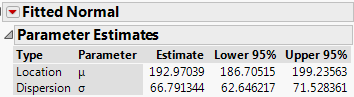 Fitted Normal
Parameter Estimates
Type Parameter Estimate Lower 95% Upper 95%
Location μ 192.97039 186.70515 199.23563
Dispersion σ 66.791344 62.646217 71.528361